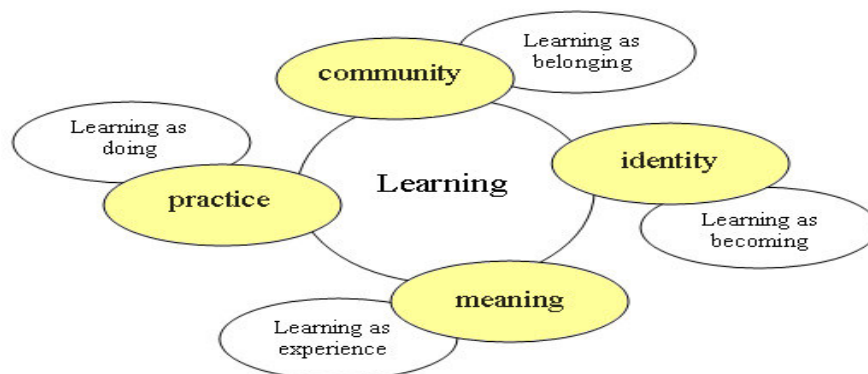 Learning as
belonging
community
Learning as
doing
identity
Learning
practice
Learning as
becoming
meaning
Learning as
experience